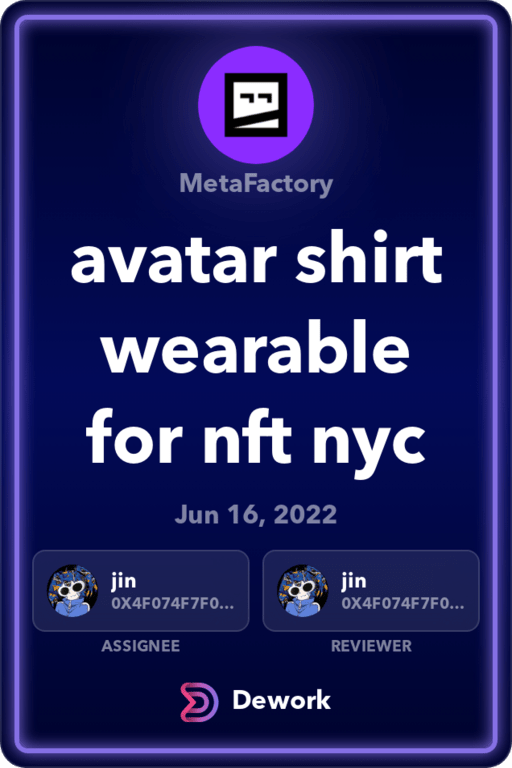 MetaFactory
avatar shirt
wearable
for nft nyc
Jun 16, 2022
jin
0X4F074F7F0...
ASSIGNEE
jin
0X4F074F7F0...
REVIEWER
Dework